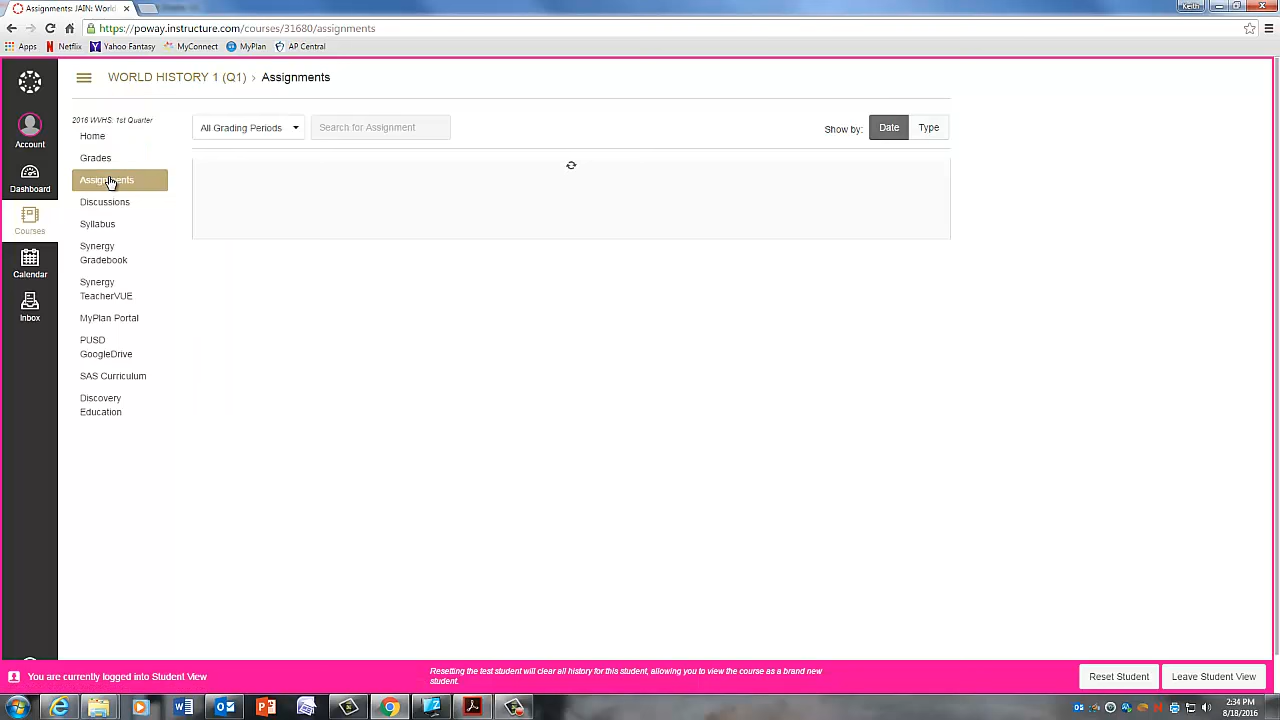 Assignments: JAIN: World
Keith
https://poway.instructure.com/courses/31680/assignments
Apps
Netflix
Yahoo Fantasy
MyConnect
MyPlan
AP Central
WORLD HISTORY 1 (Q1) > Assignments
2016 WVHS: 1st Quarter
Home
Grades
Assignments
Discussions
Syllabus
Synergy
Gradebook
Synergy
TeacherVUE
MyPlan Portal
PUSD
GoogleDrive
SAS Curriculum
Discovery
Education
Account
Dashboard
Courses
Calendar
Inbox
All Grading Periods
Search for Assignment
Show by:
Date
Type
You are currently logged into Student View
Resetting the test student will clear all history for this student, allowing you to view the course as a brand new
student.
Reset Student
Leave Student View
2:34 PM
8/18/2016